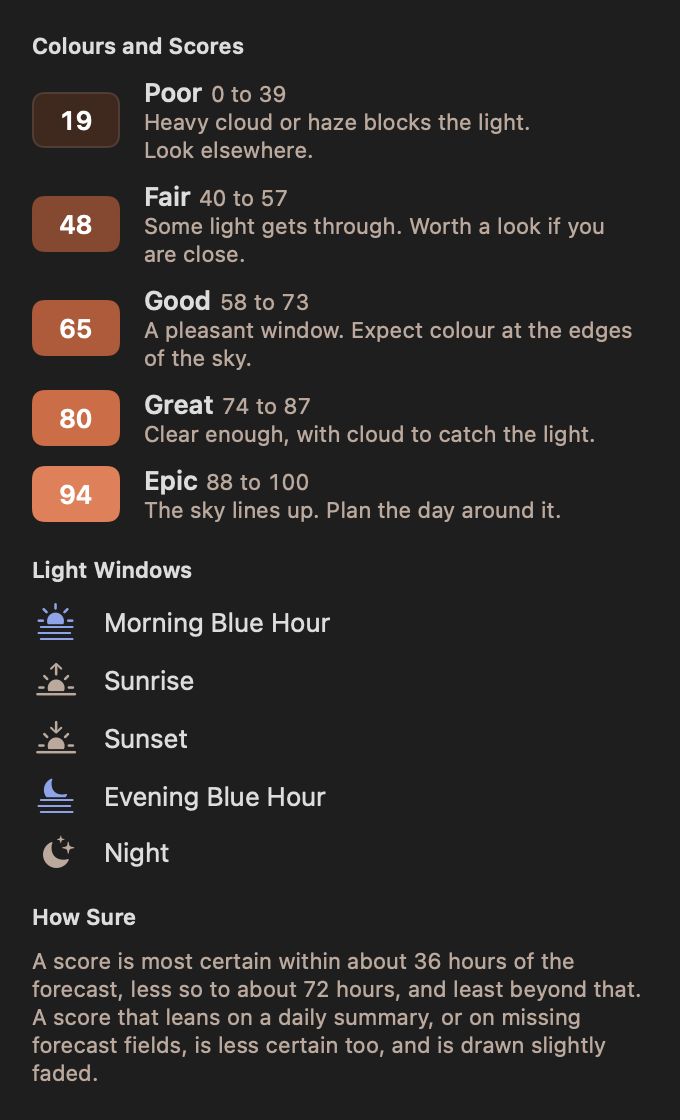 Colours and Scores
19
Poor 0 to 39
Heavy cloud or haze blocks the light.
Look elsewhere.
48
Fair 40 to 57
Some light gets through. Worth a look if you
are close.
65
Good 58 to 73
A pleasant window. Expect colour at the edges
of the sky.
80
Great 74 to 87
Clear enough, with cloud to catch the light.
94
Epic 88 to 100
The sky lines up. Plan the day around it.
Light Windows
Morning Blue Hour
Sunrise
Sunset
Evening Blue Hour
Night
How Sure
A score is most certain within about 36 hours of the
forecast, less so to about 72 hours, and least beyond that.
A score that leans on a daily summary, or on missing
forecast fields, is less certain too, and is drawn slightly
faded.